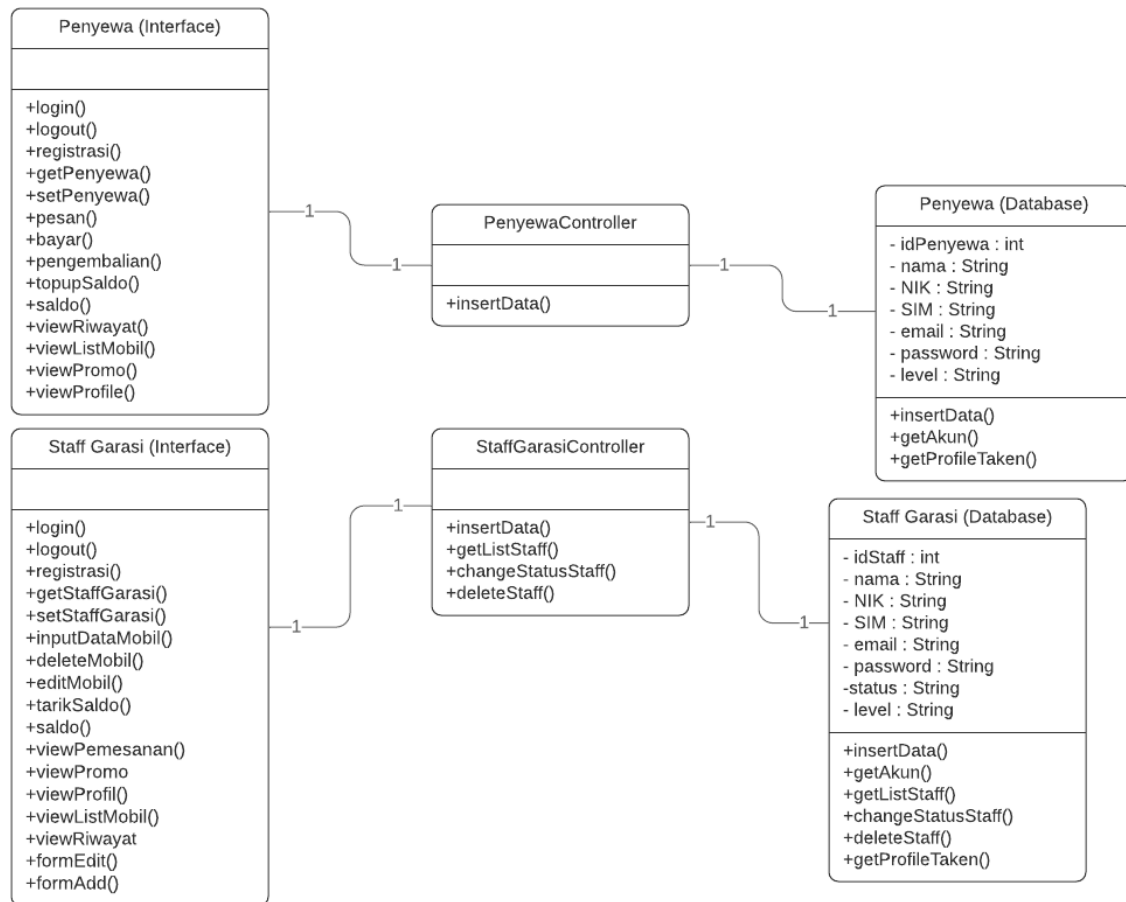 Penyewa (Interface)
+login()
+logout()
+registrasi()
+getPenyewa()
+setPenyewa()
+pesan()
+bayar()
+pengembalian()
+topupSaldo()
+saldo()
+viewRiwayat()
+viewListMobil()
+viewPromo()
+viewProfile()
1
1
PenyewaController
+insertData()
1
1
Penyewa (Database)
- idPenyewa : int
- nama : String
- NIK : String
- SIM : String
- email : String
- password : String
- level : String
+insertData()
+getAkun()
+getProfileTaken()
Staff Garasi (Interface)
+login()
+logout()
+registrasi()
+getStaffGarasi()
+setStaffGarasi()
+inputDataMobil()
+deleteMobil()
+editMobil()
+tarikSaldo()
+saldo()
+viewPemesanan()
+viewPromo
+viewProfil()
+viewListMobil()
+viewRiwayat
+formEdit()
+formAdd()
1
1
StaffGarasiController
+insertData()
+getListStaff()
+changeStatusStaff()
+deleteStaff()
1
1
Staff Garasi (Database)
- idStaff : int
- nama : String
- NIK : String
- SIM : String
- email : String
- password : String
-status : String
- level : String
+insertData()
+getAkun()
+getListStaff()
+changeStatusStaff()
+deleteStaff()
+getProfileTaken()